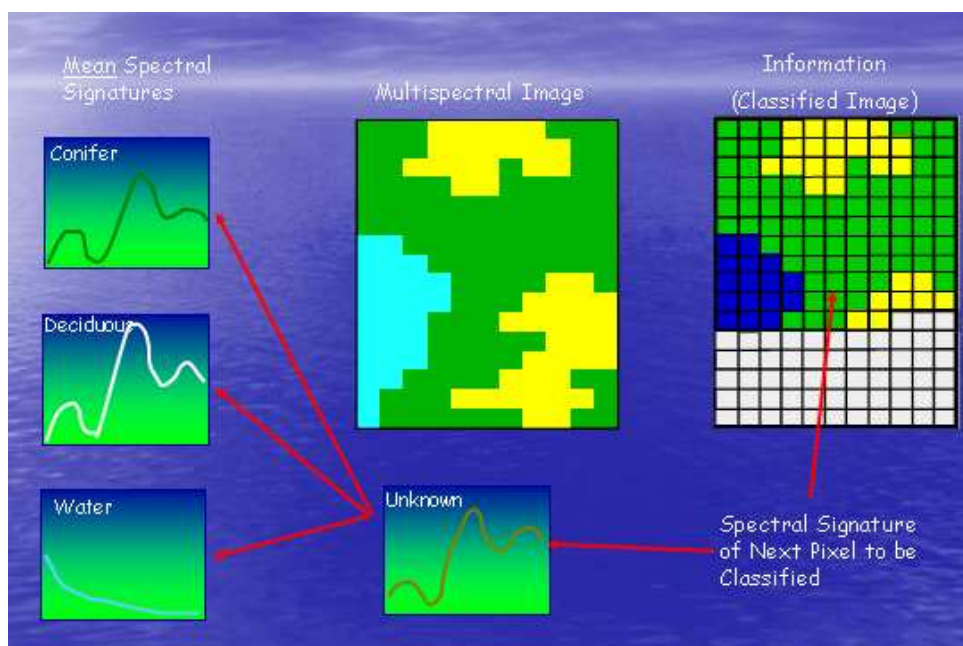 Mean Spectral
Signatures
Conifer
Deciduous
Water
Multispectral Image
Unknown
Information
(Classified Image)
Spectral Signature
of Next Pixel to be
Classified